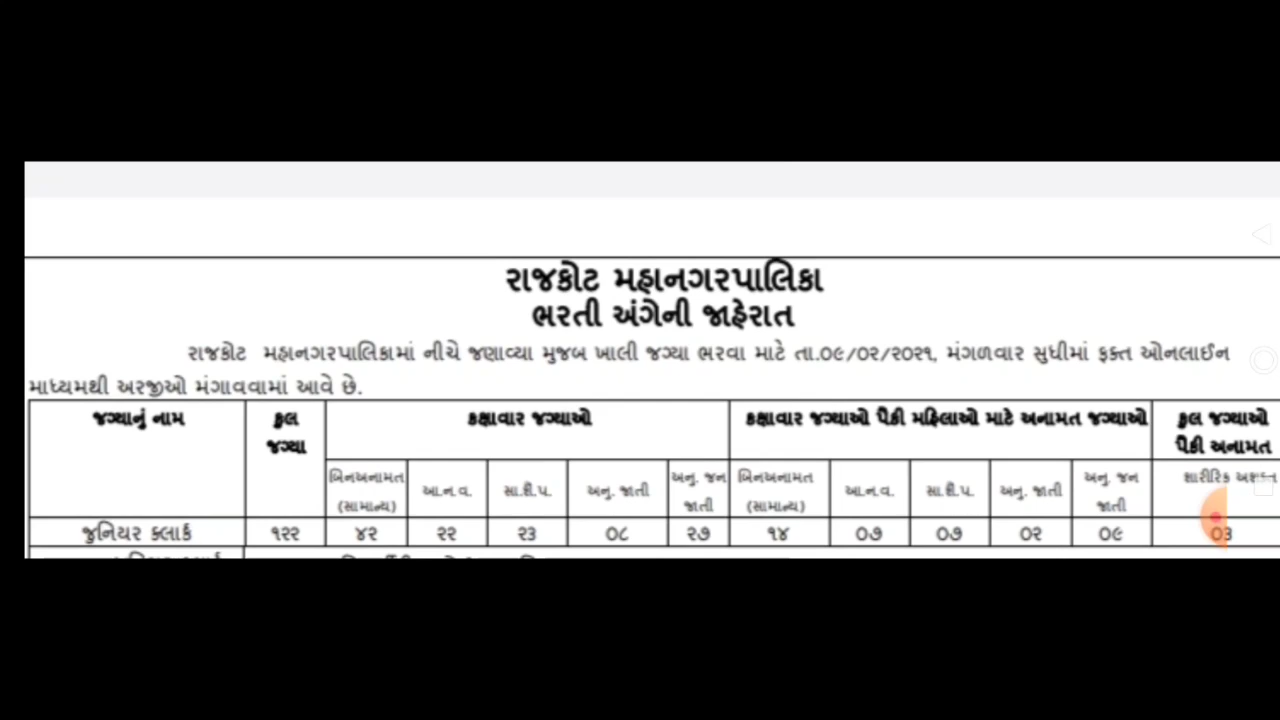 રાજકોટ મહાનગરપાલિકા
ભરતી અંગેની જાહેરાત
રાજકોટ મહાનગરપાલિકામાં નીચે જણાવ્યા મુજબ ખાલી જગ્યા ભરવા માટે તા.૦૯/૦૨/૨૦૨૧, મંગળવાર સુધીમાં ફક્ત ઓનલાઈન
માધ્યમથી અરજીઓ મંગાવવામાં આવે છે.
જગ્યાનું નામ કુલ જગ્યા કક્ષાવાર જગ્યાઓ કક્ષાવાર જગ્યાઓ પૈકી મહિલાઓ માટે અનામત જગ્યાઓ કુલ જગ્યાઓ પૈકી અનામત
બિનઅનામત (સામાન્ય) આ.ન.વ. સા.શૈ.પ. અનુ. જાતી અનુ. જન જાતી બિનઅનામત (સામાન્ય) આ.ન.વ. સા.શૈ.પ. અનુ. જાતી અનુ. જન જાતી શારીરિક અશક્ત
જુનિયર ક્લાર્ક ૧૨૨ ૪૨ ૨૨ ૨૩ ૦૮ ૨૭ ૧૪ ૦૭ ૦૭ ૦૨ ૦૯ ૦૩